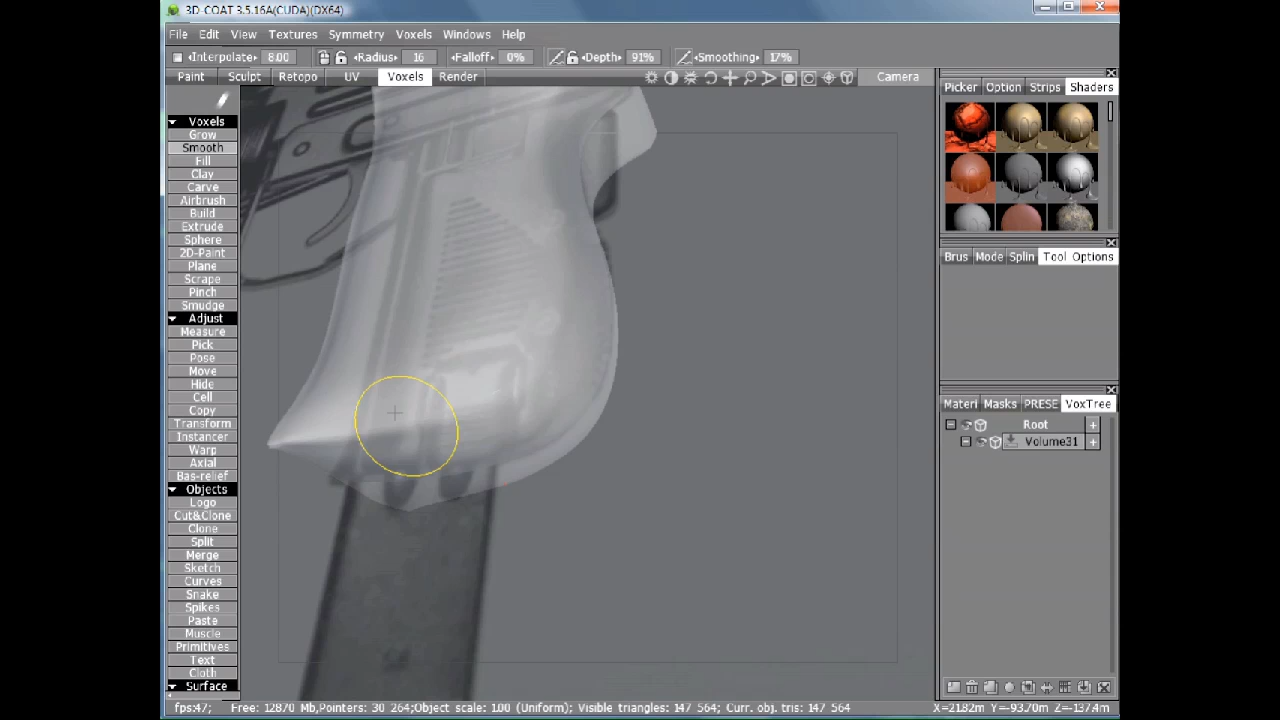 3D-COAT 3.5.16A(CUDA)(DX64)
File Edit View Textures Symmetry Voxels Windows Help
Interpolate 8.00 Radius 16 Falloff 0% Depth 91% Smoothing 17%
Paint Sculpt Retopo UV Voxels Render Camera
Voxels
Grow
Smooth
Fill
Clay
Carve
Airbrush
Build
Extrude
Sphere
2D-Paint
Plane
Scrape
Pinch
Smudge
Adjust
Measure
Pick
Pose
Move
Hide
Cell
Copy
Transform
Instancer
Warp
Axial
Bas-relief
Objects
Logo
Cut&Clone
Clone
Split
Merge
Sketch
Curves
Snake
Spikes
Paste
Muscle
Primitives
Text
Cloth
Surface
Picker Option Strips Shaders
Brus Mode Splin Tool Options
Materi Masks PRESE VoxTree
Root +
Volume31 +
fps:47; Free: 12870 Mb,Pointers: 30 264;Object scale: 1.00 (Uniform); Visible triangles: 147 564; Curr. obj. tris: 147 564 X=21.82m Y=-93.70m Z=-137.4m